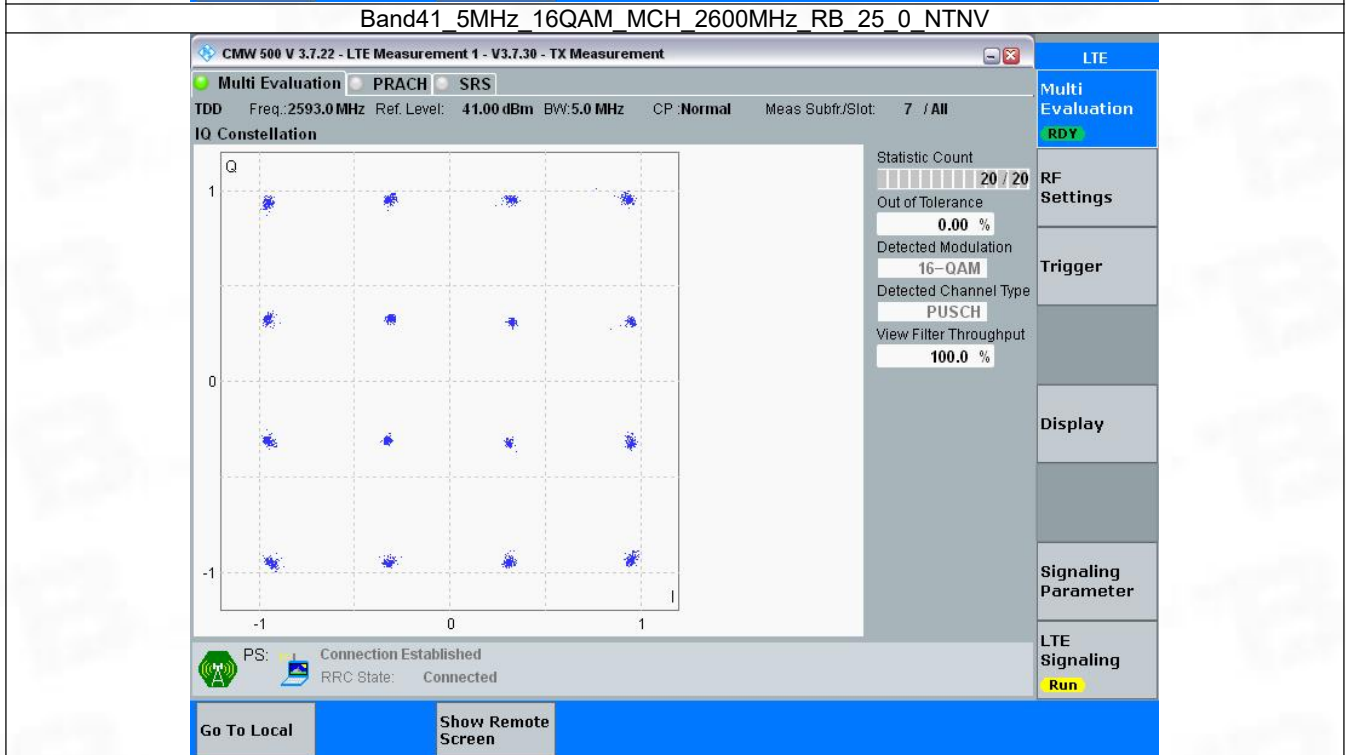 Band41_5MHz_16QAM_MCH_2600MHz_RB_25_0_NTNV
CMW 500 V 3.7.22 - LTE Measurement 1 - V3.7.30 - TX Measurement
LTE
Multi Evaluation PRACH SRS
Multi
Evaluation
RDY
TDD Freq.:2593.0 MHz Ref. Level: 41.00 dBm BW:5.0 MHz CP :Normal Meas Subfr./Slot: 7 / All
IQ Constellation
Q
1
0
-1
-1 0 1
I
Statistic Count
20 / 20
Out of Tolerance
0.00 %
Detected Modulation
16-QAM
Detected Channel Type
PUSCH
View Filter Throughput
100.0 %
RF
Settings
Trigger
Display
Signaling
Parameter
LTE
Signaling
Run
PS: Connection Established
RRC State: Connected
Go To Local
Show Remote
Screen